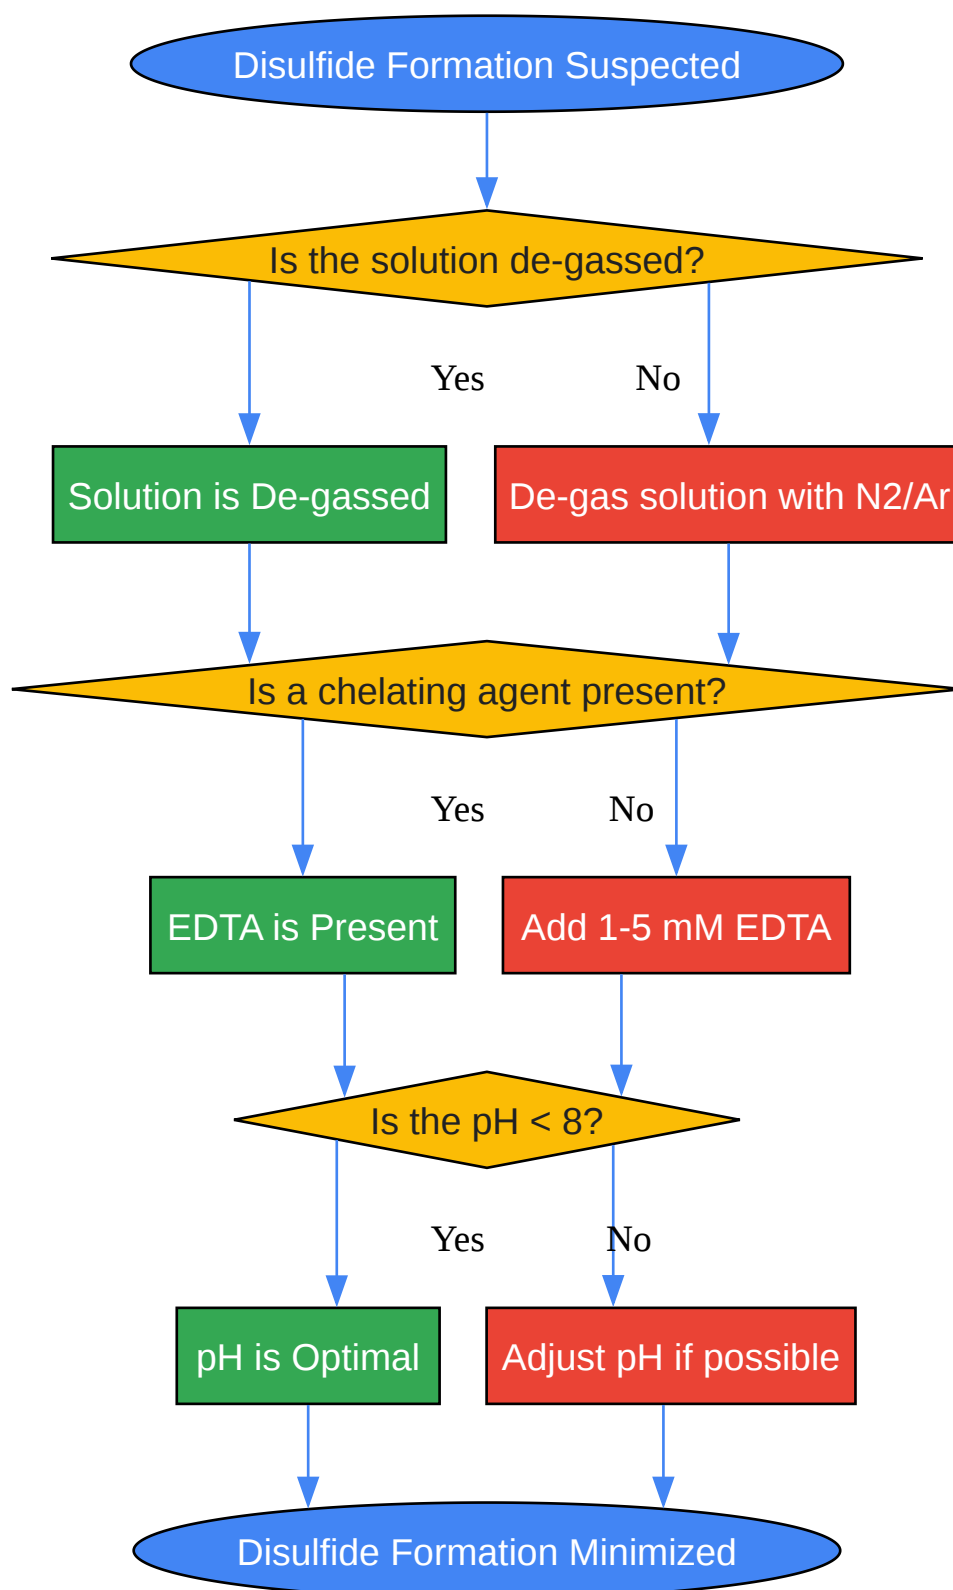 Disulfide Formation Suspected
Is the solution de-gassed?
Yes
No
Solution is De-gassed
De-gas solution with N2/Ar
Is a chelating agent present?
Yes
No
EDTA is Present
Add 1-5 mM EDTA
Is the pH < 8?
Yes
No
pH is Optimal
Adjust pH if possible
Disulfide Formation Minimized